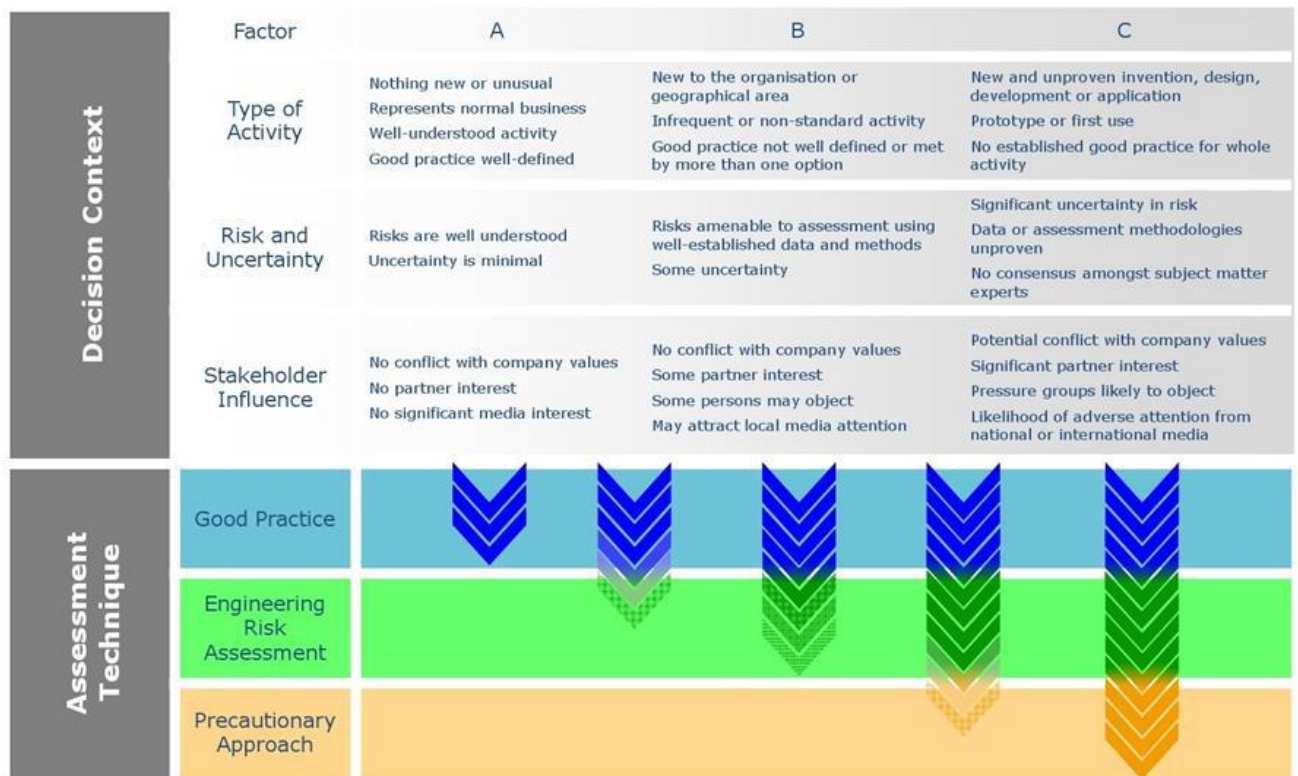 Decision Context
Factor
A
B
C
Type of
Activity
Nothing new or unusual
Represents normal business
Well-understood activity
Good practice well-defined
New to the organisation or
geographical area
Infrequent or non-standard activity
Good practice not well defined or met
by more than one option
New and unproven invention, design,
development or application
Prototype or first use
No established good practice for whole
activity
Risk and
Uncertainty
Risks are well understood
Uncertainty is minimal
Risks amenable to assessment using
well-established data and methods
Some uncertainty
Significant uncertainty in risk
Data or assessment methodologies
unproven
No consensus amongst subject matter
experts
Stakeholder
Influence
No conflict with company values
No partner interest
No significant media interest
No conflict with company values
Some partner interest
Some persons may object
May attract local media attention
Potential conflict with company values
Significant partner interest
Pressure groups likely to object
Likelihood of adverse attention from
national or international media
Assessment
Technique
Good Practice
Engineering
Risk
Assessment
Precautionary
Approach